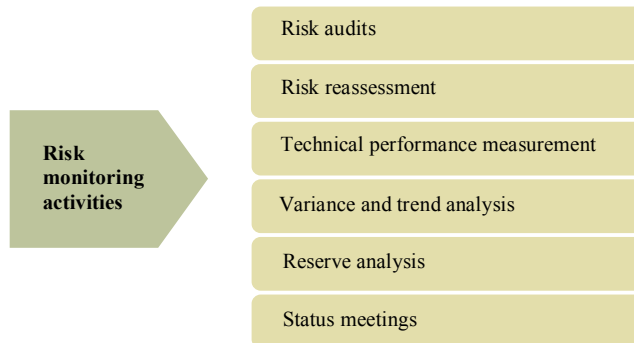 Risk
monitoring
activities
Risk audits
Risk reassessment
Technical performance measurement
Variance and trend analysis
Reserve analysis
Status meetings